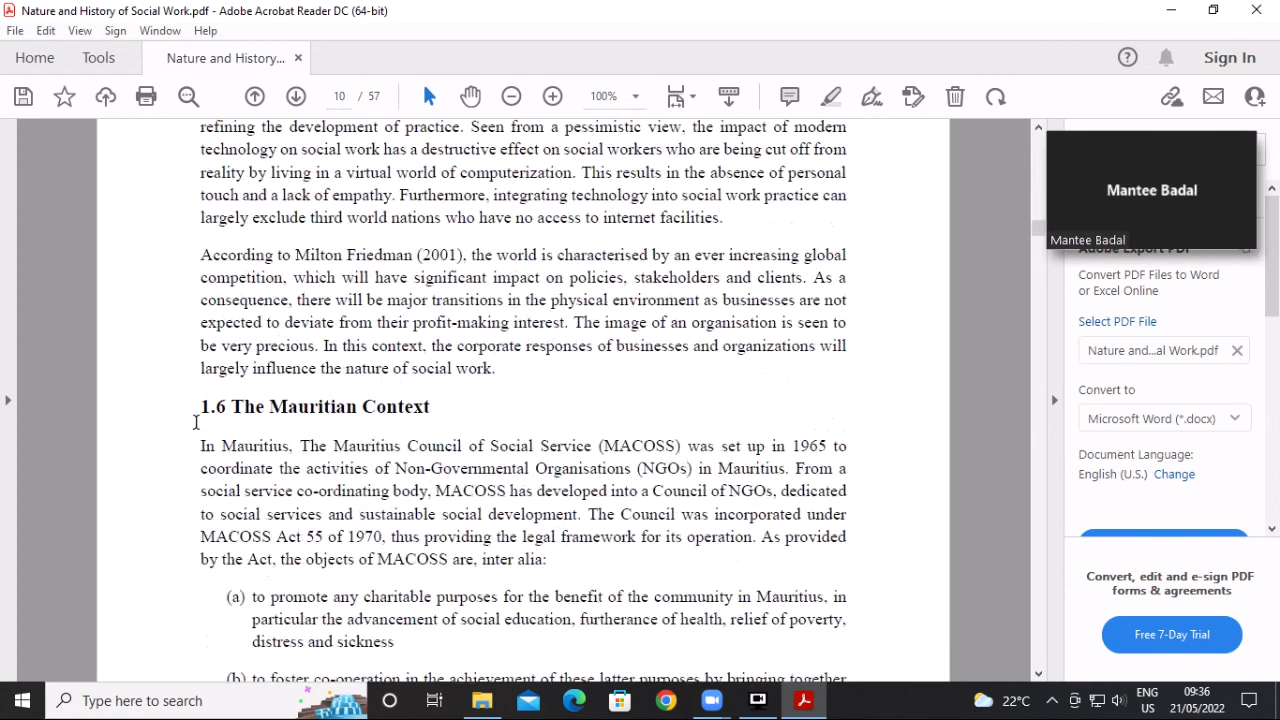 Nature and History of Social Work.pdf - Adobe Acrobat Reader DC (64-bit)
File Edit View Sign Window Help
Home Tools Nature and History... Sign In
10 / 57 100%
refining the development of practice. Seen from a pessimistic view, the impact of modern
technology on social work has a destructive effect on social workers who are being cut off from
reality by living in a virtual world of computerization. This results in the absence of personal
touch and a lack of empathy. Furthermore, integrating technology into social work practice can
largely exclude third world nations who have no access to internet facilities.
According to Milton Friedman (2001), the world is characterised by an ever increasing global
competition, which will have significant impact on policies, stakeholders and clients. As a
consequence, there will be major transitions in the physical environment as businesses are not
expected to deviate from their profit-making interest. The image of an organisation is seen to
be very precious. In this context, the corporate responses of businesses and organizations will
largely influence the nature of social work.
1.6 The Mauritian Context
In Mauritius, The Mauritius Council of Social Service (MACOSS) was set up in 1965 to
coordinate the activities of Non-Governmental Organisations (NGOs) in Mauritius. From a
social service co-ordinating body, MACOSS has developed into a Council of NGOs, dedicated
to social services and sustainable social development. The Council was incorporated under
MACOSS Act 55 of 1970, thus providing the legal framework for its operation. As provided
by the Act, the objects of MACOSS are, inter alia:
(a) to promote any charitable purposes for the benefit of the community in Mauritius, in
particular the advancement of social education, furtherance of health, relief of poverty,
distress and sickness
(b) to foster co-operation in the achievement of these latter purposes by bringing together
Mantee Badal
Mantee Badal
Adobe Export PDF
Convert PDF Files to Word
or Excel Online
Select PDF File
Nature and...al Work.pdf
Convert to
Microsoft Word (*.docx)
Document Language:
English (U.S.) Change
Convert, edit and e-sign PDF
forms & agreements
Free 7-Day Trial
Type here to search
22°C
ENG
US
09:36
21/05/2022